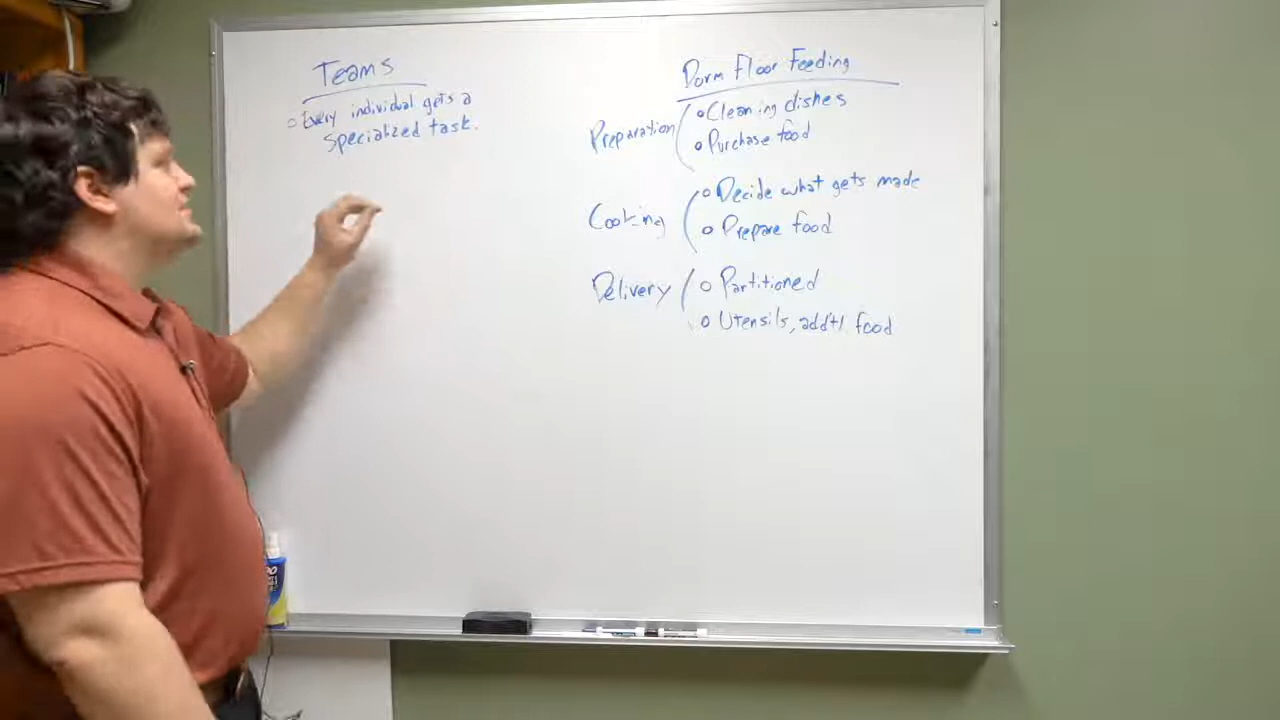 Teams
○ Every individual gets a
specialized task.
Dorm Floor Feeding
Preparation
○ Cleaning dishes
○ Purchase food
Cooking
○ Decide what gets made
○ Prepare food
Delivery
○ Partitioned
○ Utensils, addt'l food